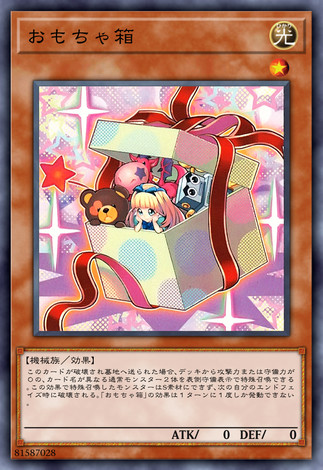 おもちゃ箱
光
【機械族／効果】
このカードが破壊され墓地へ送られた場合、デッキから攻撃力または守備力が
0の、カード名が異なる通常モンスター2体を表側守備表示で特殊召喚できる。
この効果で特殊召喚したモンスターはS素材にできず、次の自分のエンドフェ
イズ時に破壊される。「おもちゃ箱」の効果は1ターンに1度しか発動できない
。
ATK/ 0 DEF/ 0
81587028